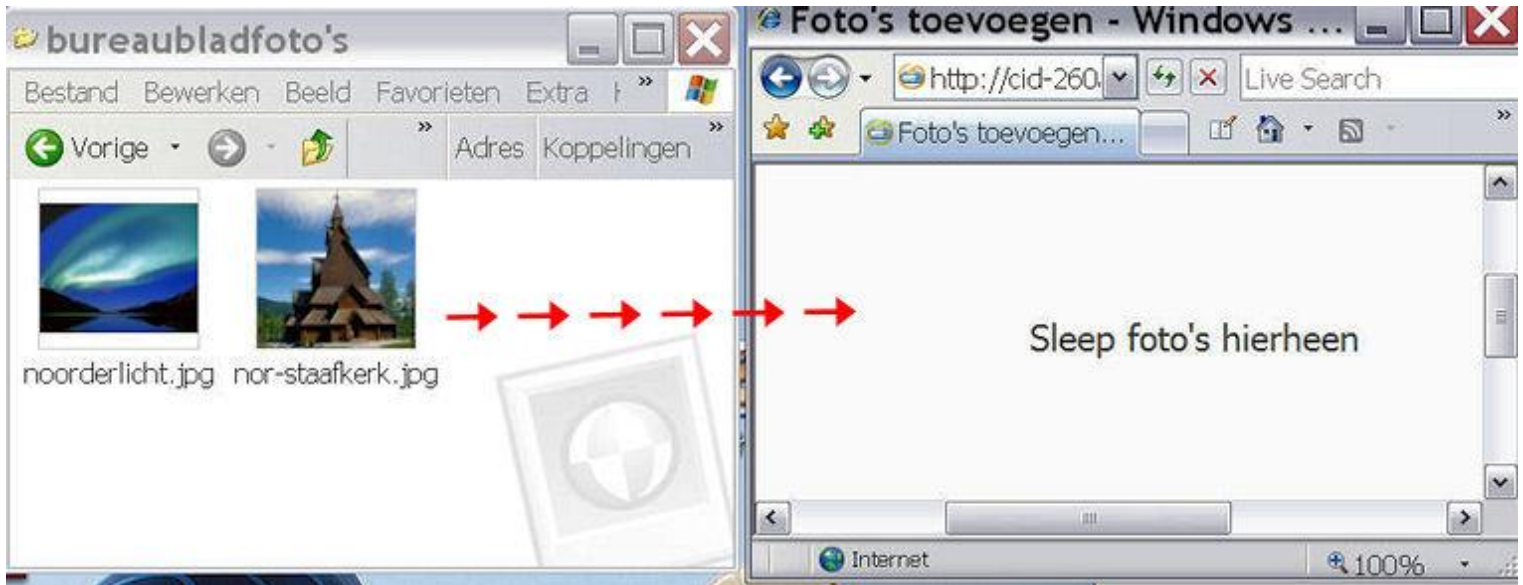 bureaubladfoto's
Bestand Bewerken Beeld Favorieten Extra »
Vorige » Adres Koppelingen »
noorderlicht.jpg nor-staafkerk.jpg
Foto's toevoegen - Windows ...
http://cid-260. Live Search
Foto's toevoegen... »
Sleep foto's hierheen
Internet 100%